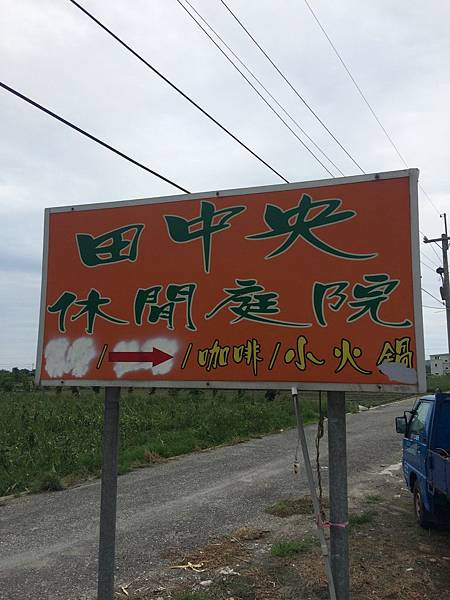 田中央
休閒庭院
/ / 咖啡 / 小火鍋